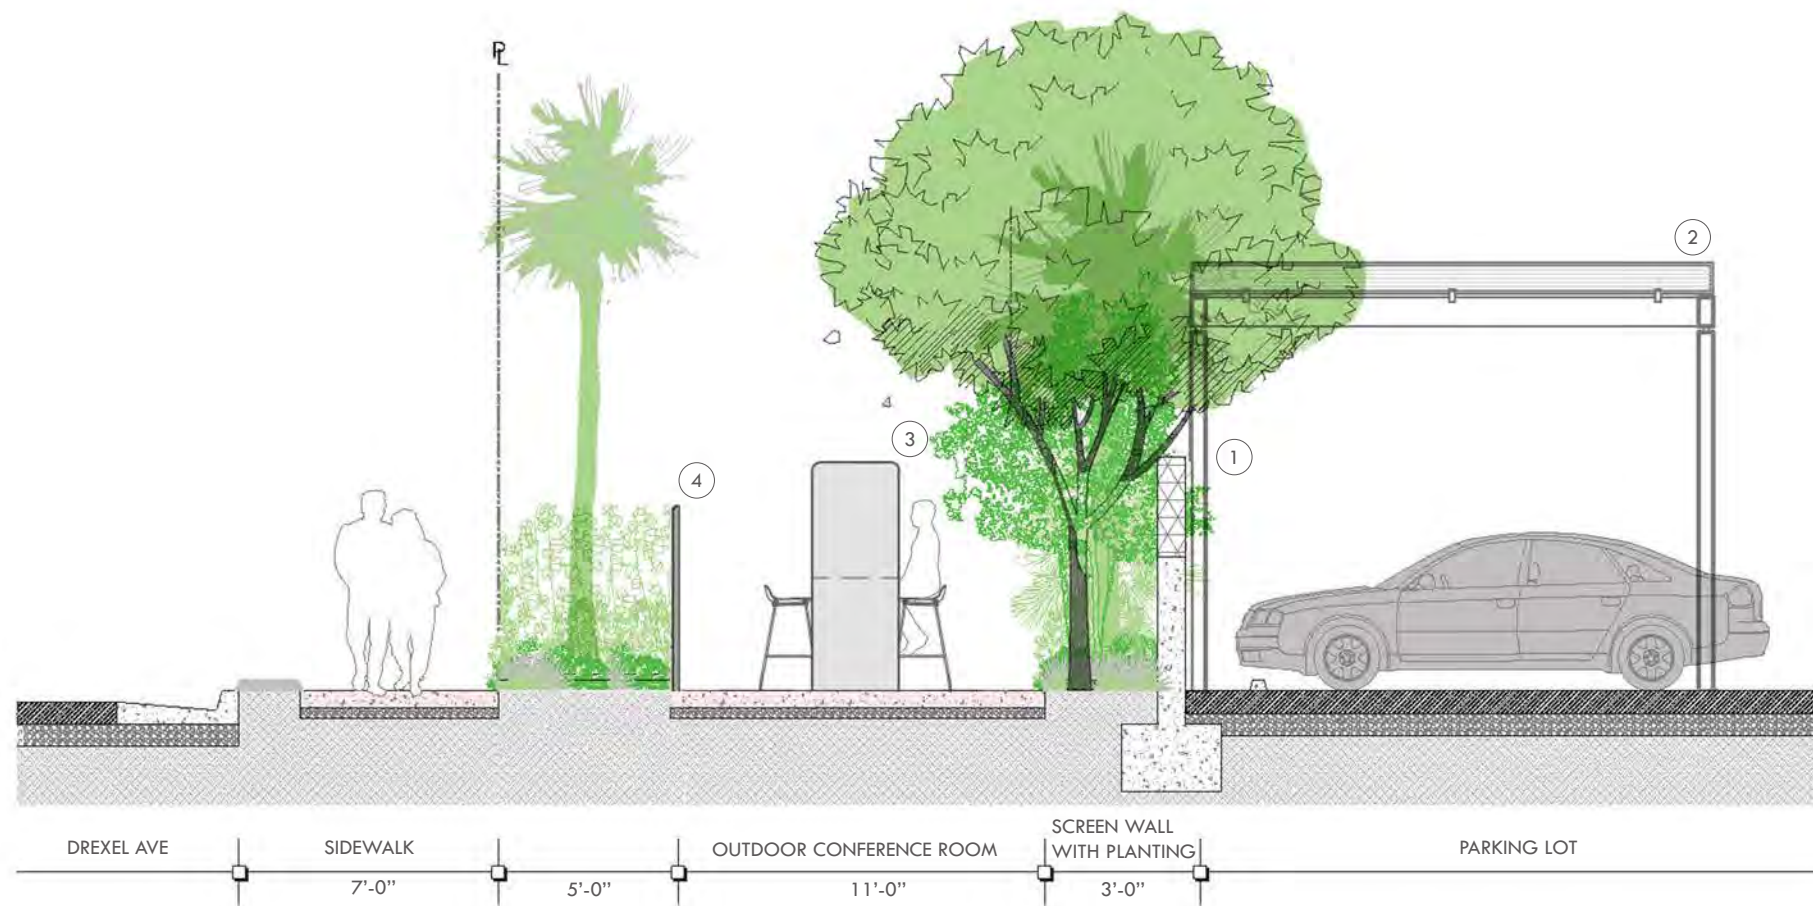 PL
2
3
1
4
DREXEL AVE
SIDEWALK
OUTDOOR CONFERENCE ROOM
SCREEN WALL
WITH PLANTING
PARKING LOT
7'-0”
5'-0”
11'-0”
3'-0”